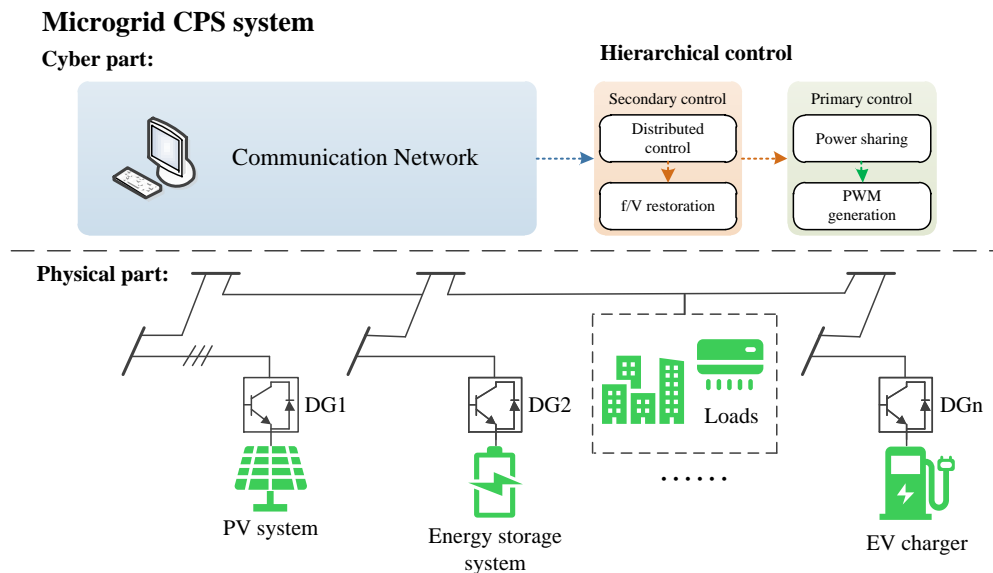 Microgrid CPS system
Cyber part:
Hierarchical control
Communication Network
Secondary control
Distributed
control
f/V restoration
Primary control
Power sharing
PWM
generation
Physical part:
DG1
DG2
Loads
DGn
......
PV system
Energy storage
system
EV charger